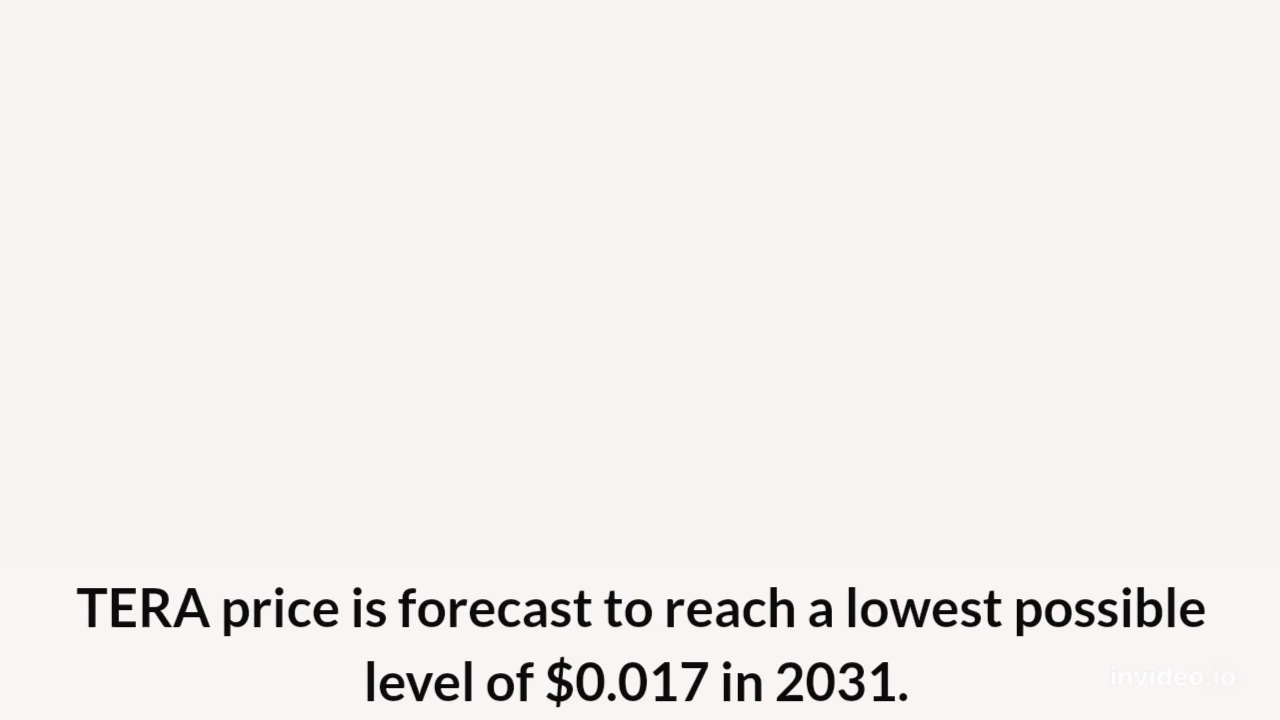 TERA price is forecast to reach a lowest possible
level of $0.017 in 2031.
invideo.io